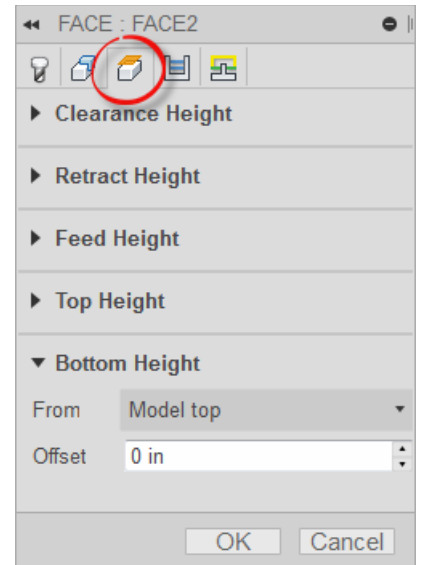 FACE : FACE2
Clearance Height
Retract Height
Feed Height
Top Height
Bottom Height
From Model top
Offset 0 in
OK Cancel